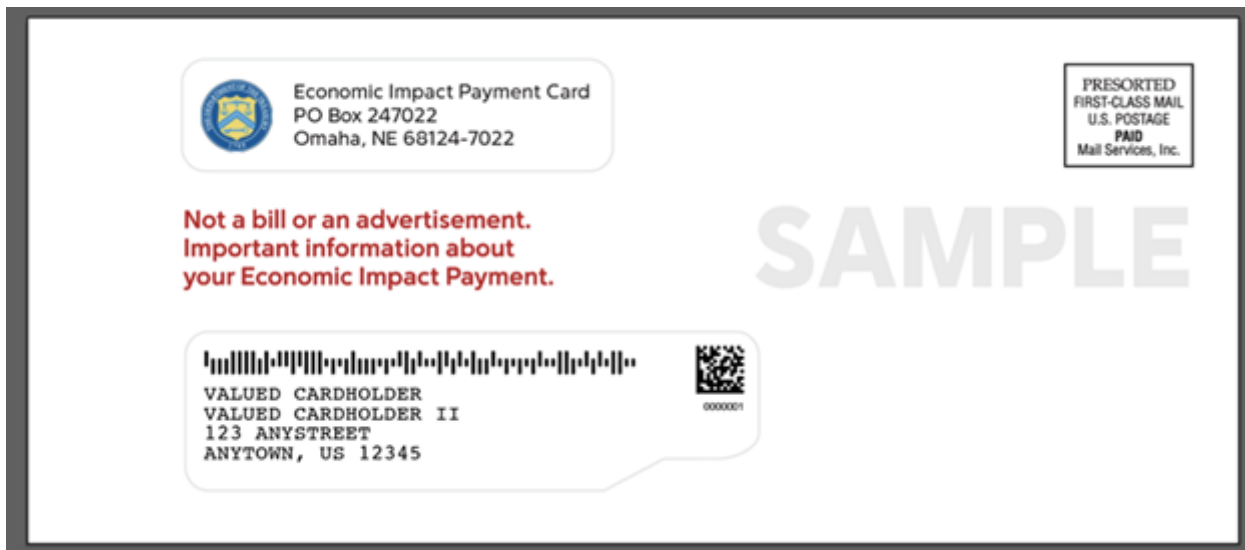 Economic Impact Payment Card
PO Box 247022
Omaha, NE 68124-7022
PRESORTED
FIRST-CLASS MAIL
U.S. POSTAGE
PAID
Mail Services, Inc.
Not a bill or an advertisement.
Important information about
your Economic Impact Payment.
SAMPLE
VALUED CARDHOLDER
VALUED CARDHOLDER II
123 ANYSTREET
ANYTOWN, US 12345
0000001